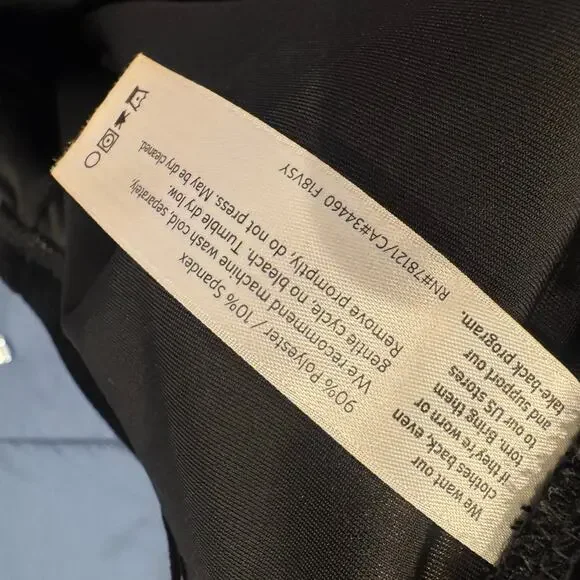 90% Polyester / 10% Spandex
We recommend machine wash cold, separately,
gentle cycle, no bleach. Tumble dry low.
Remove promptly, do not press. May be dry cleaned.
RN#78121/CA#34460 F18VSY
We want our
clothes back, even
if they're worn or
torn. Bring them
to our US stores
and support our
take-back program.